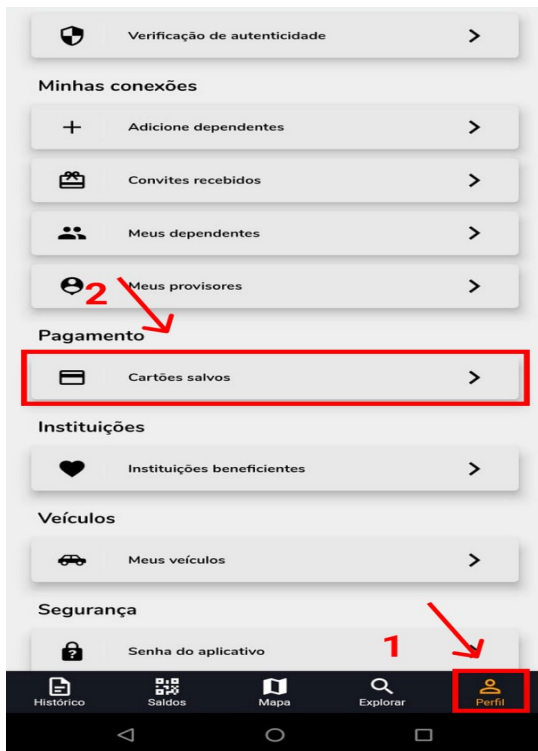 Verificação de autenticidade
Minhas conexões
Adicione dependentes
Convites recebidos
Meus dependentes
Meus provisores
2
Pagamento
Cartões salvos
Instituições
Instituições beneficientes
Veículos
Meus veículos
Segurança
Senha do aplicativo
1
Histórico Saldos Mapa Explorar Perfil